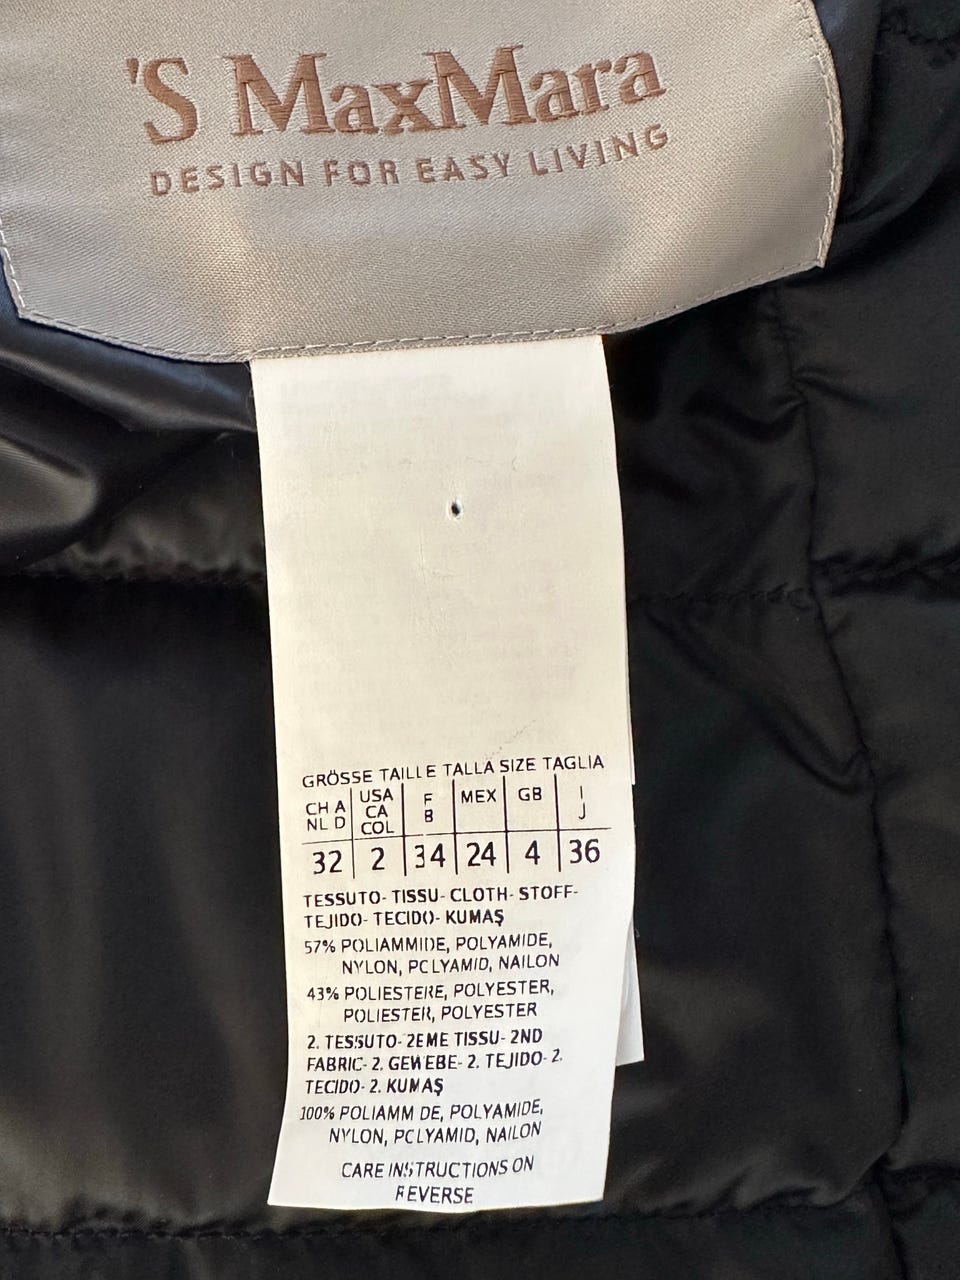 'S MaxMara
DESIGN FOR EASY LIVING
GRÖSSE TAILLE TALLA SIZE TAGLIA
CH A NL D | USA CA COL | F B | MEX | GB | I J
32 | 2 | 34 | 24 | 4 | 36
TESSUTO- TISSU- CLOTH- STOFF-
TEJIDO- TECIDO- KUMAŞ
57% POLIAMMIDE, POLYAMIDE,
NYLON, POLYAMID, NAILON
43% POLIESTERE, POLYESTER,
POLIESTER, POLYESTER
2. TESSUTO- 2EME TISSU- 2ND
FABRIC- 2. GEWEBE- 2. TEJIDO- 2.
TECIDO- 2. KUMAŞ
100% POLIAMMIDE, POLYAMIDE,
NYLON, POLYAMID, NAILON
CARE INSTRUCTIONS ON
REVERSE